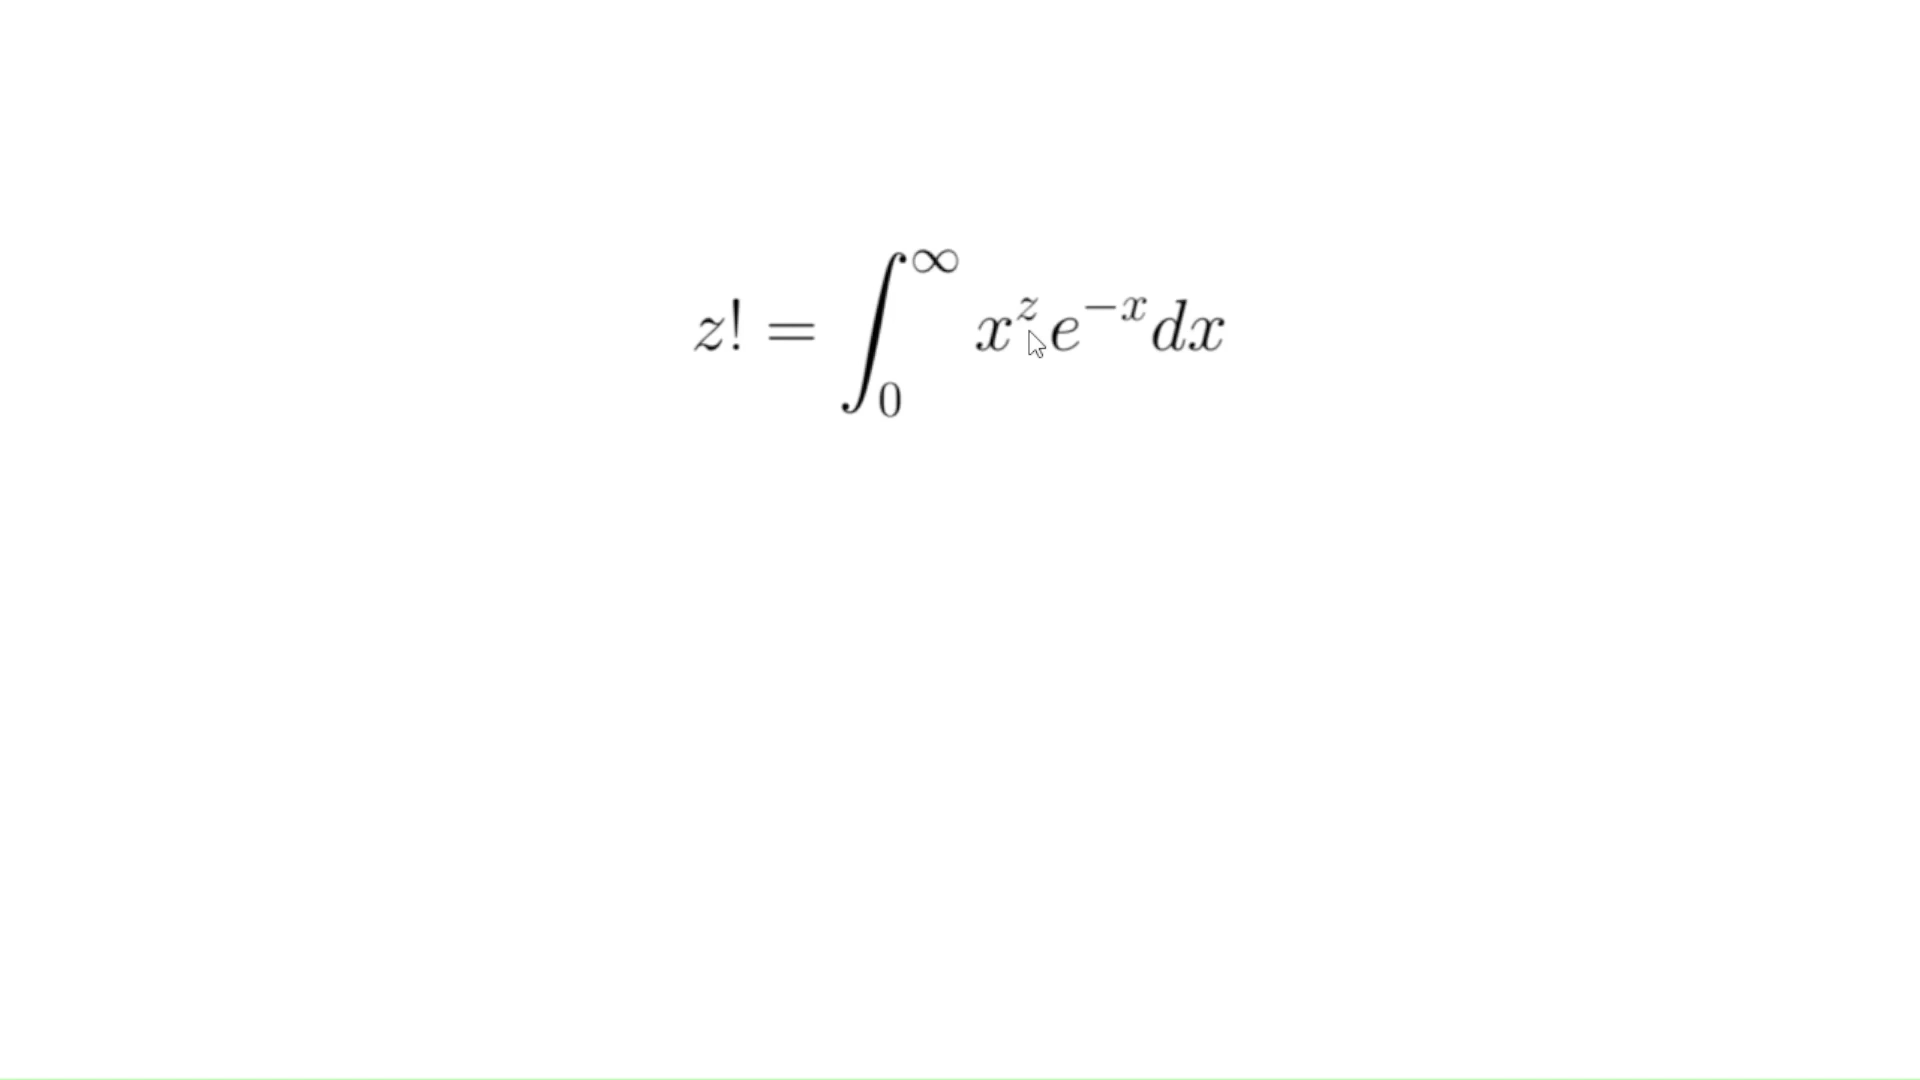 z! = ∫₀^∞ x^z e^{-x} dx